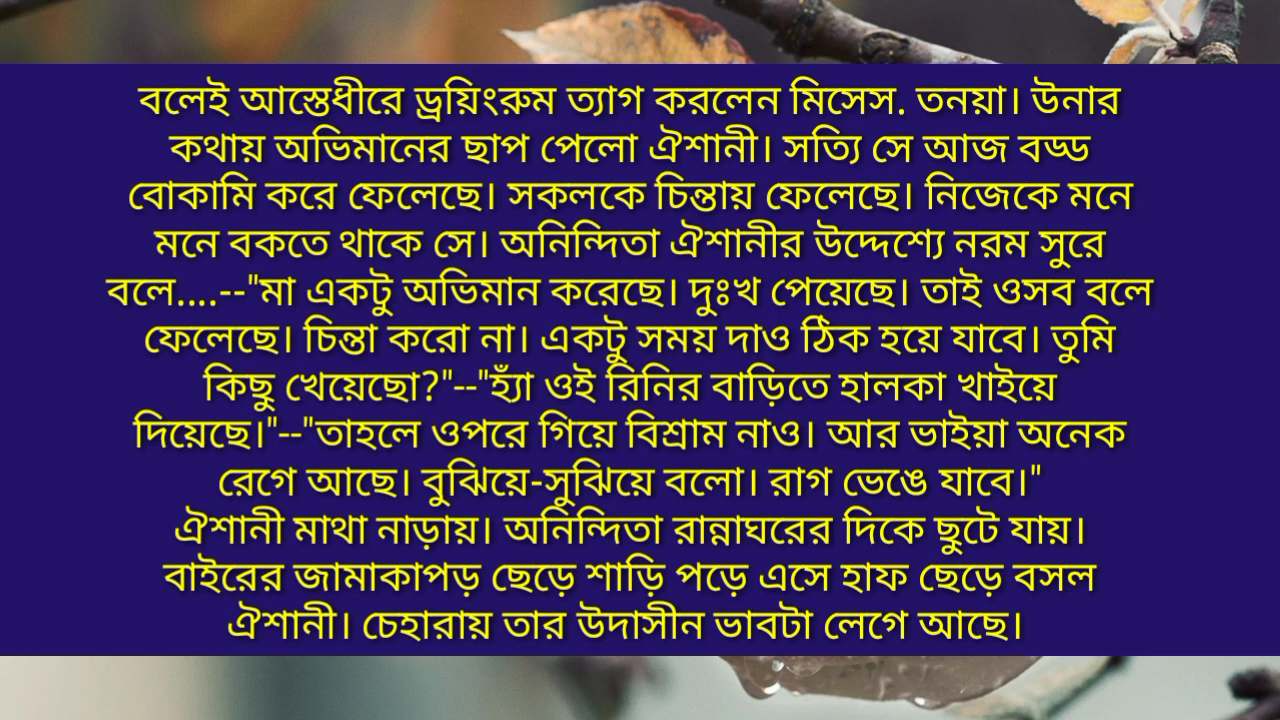 বলেই আস্তেধীরে ড্রয়িংরুম ত্যাগ করলেন মিসেস. তনয়া। উনার
কথায় অভিমানের ছাপ পেলো ঐশানী। সত্যি সে আজ বড্ড
বোকামি করে ফেলেছে। সকলকে চিন্তায় ফেলেছে। নিজেকে মনে
মনে বকতে থাকে সে। অনিন্দিতা ঐশানীর উদ্দেশ্যে নরম সুরে
বলে....--"মা একটু অভিমান করেছে। দুঃখ পেয়েছে। তাই ওসব বলে
ফেলেছে। চিন্তা করো না। একটু সময় দাও ঠিক হয়ে যাবে। তুমি
কিছু খেয়েছো?"--"হ্যাঁ ওই রিনির বাড়িতে হালকা খাইয়ে
দিয়েছে।"--"তাহলে ওপরে গিয়ে বিশ্রাম নাও। আর ভাইয়া অনেক
রেগে আছে। বুঝিয়ে-সুঝিয়ে বলো। রাগ ভেঙে যাবে।"
ঐশানী মাথা নাড়ায়। অনিন্দিতা রান্নাঘরের দিকে ছুটে যায়।
বাইরের জামাকাপড় ছেড়ে শাড়ি পড়ে এসে হাফ ছেড়ে বসল
ঐশানী। চেহারায় তার উদাসীন ভাবটা লেগে আছে।